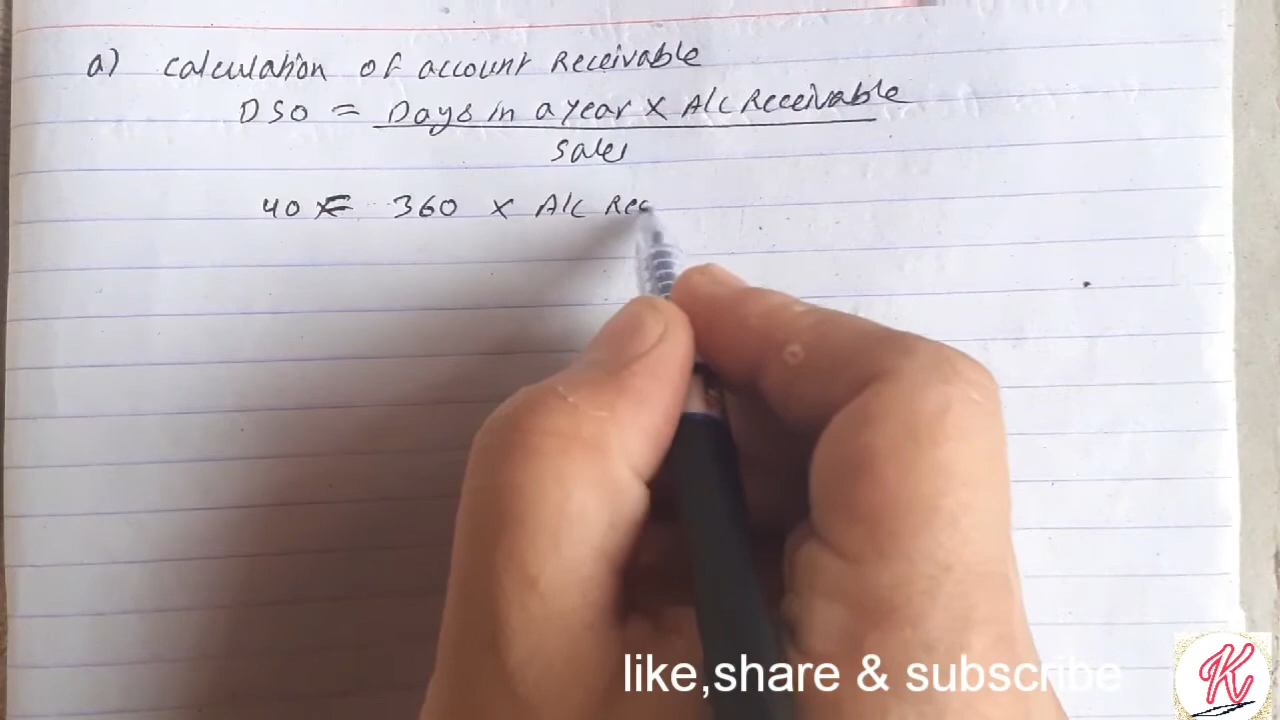 a) Calculation of account Receivable
DSO = Days in a year × A/C Receivable
Sales
40 = 360 × A/C Rec
like,share & subscribe
K